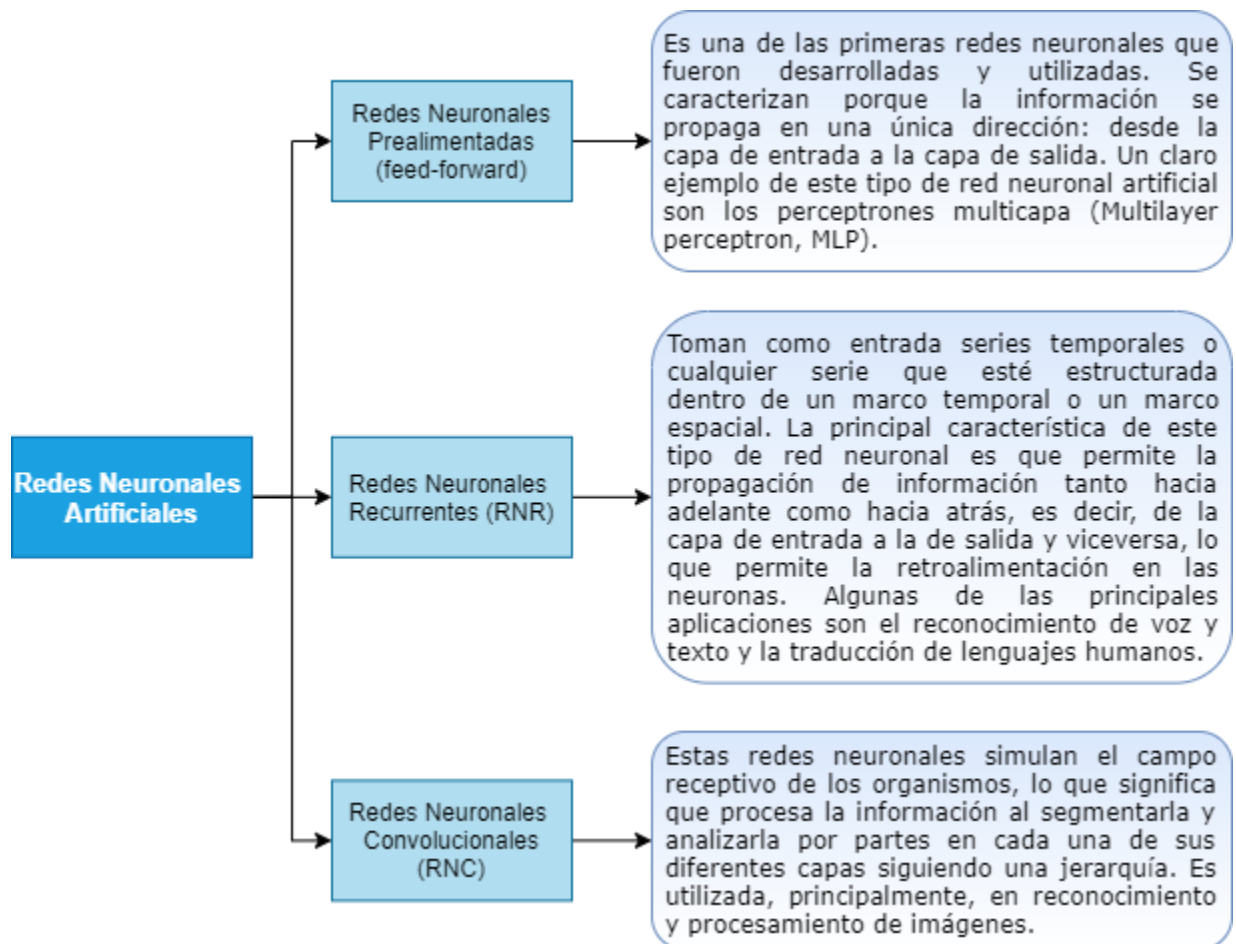 Redes Neuronales
Artificiales
Redes Neuronales
Prealimentadas
(feed-forward)
Es una de las primeras redes neuronales que
fueron desarrolladas y utilizadas. Se
caracterizan porque la información se
propaga en una única dirección: desde la
capa de entrada a la capa de salida. Un claro
ejemplo de este tipo de red neuronal artificial
son los perceptrones multicapa (Multilayer
perceptron, MLP).
Redes Neuronales
Recurrentes (RNR)
Toman como entrada series temporales o
cualquier serie que esté estructurada
dentro de un marco temporal o un marco
espacial. La principal característica de este
tipo de red neuronal es que permite la
propagación de información tanto hacia
adelante como hacia atrás, es decir, de la
capa de entrada a la de salida y viceversa, lo
que permite la retroalimentación en las
neuronas. Algunas de las principales
aplicaciones son el reconocimiento de voz y
texto y la traducción de lenguajes humanos.
Redes Neuronales
Convolucionales
(RNC)
Estas redes neuronales simulan el campo
receptivo de los organismos, lo que significa
que procesa la información al segmentarla y
analizarla por partes en cada una de sus
diferentes capas siguiendo una jerarquía. Es
utilizada, principalmente, en reconocimiento
y procesamiento de imágenes.